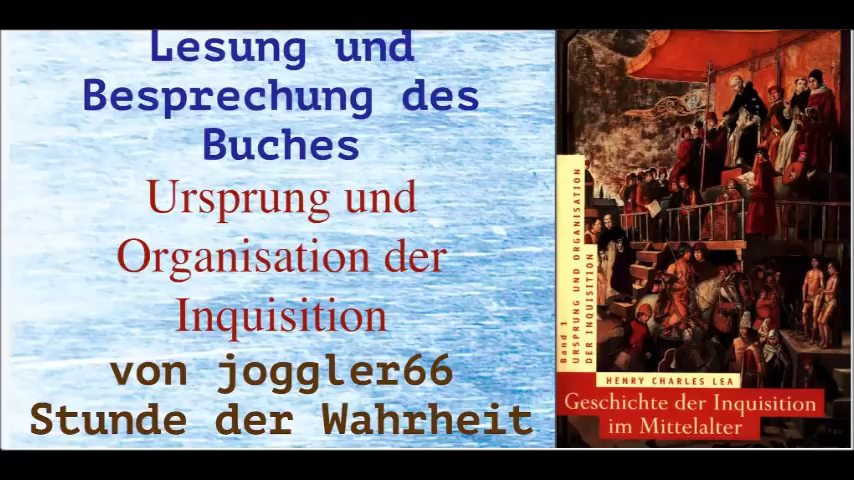 Lesung und
Besprechung des
Buches
Ursprung und
Organisation der
Inquisition
von joggler66
Stunde der Wahrheit
Band 1
URSPRUNG UND ORGANISATION
DER INQUISITION
HENRY CHARLES LEA
Geschichte der Inquisition
im Mittelalter